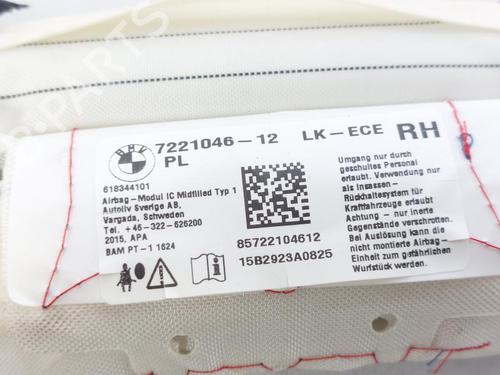 BMW
7221046-12 LK-ECE RH
PL
618344101
Airbag-Modul IC Midfilled Typ 1
Autoliv Sverige AB,
Vargada, Schweden
Tel. +46-322-626200
2015, APA
BAM PT-1 1624
85722104612
15B2923A0825
Umgang nur durch
geschultes Personal
erlaubt. Verwendung nur
als Insassen-
Rückhaltesystem für
Kraftfahrzeuge erlaubt
Achtung - nur inerte
Gegenstände verschrotten.
Bei Auslösung kann die
nicht montierte Airbag-
Einheit zum gefährlichen
Wurfstück werden.
PARTS